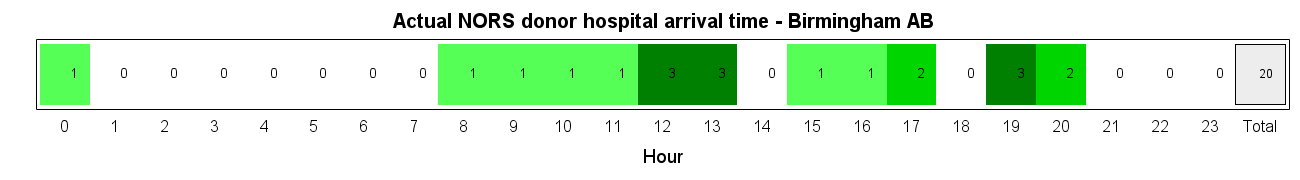 Actual NORS donor hospital arrival time - Birmingham AB
1 0 0 0 0 0 0 0 1 1 1 1 3 3 0 1 1 2 0 3 2 0 0 0 20
0 1 2 3 4 5 6 7 8 9 10 11 12 13 14 15 16 17 18 19 20 21 22 23 Total
Hour